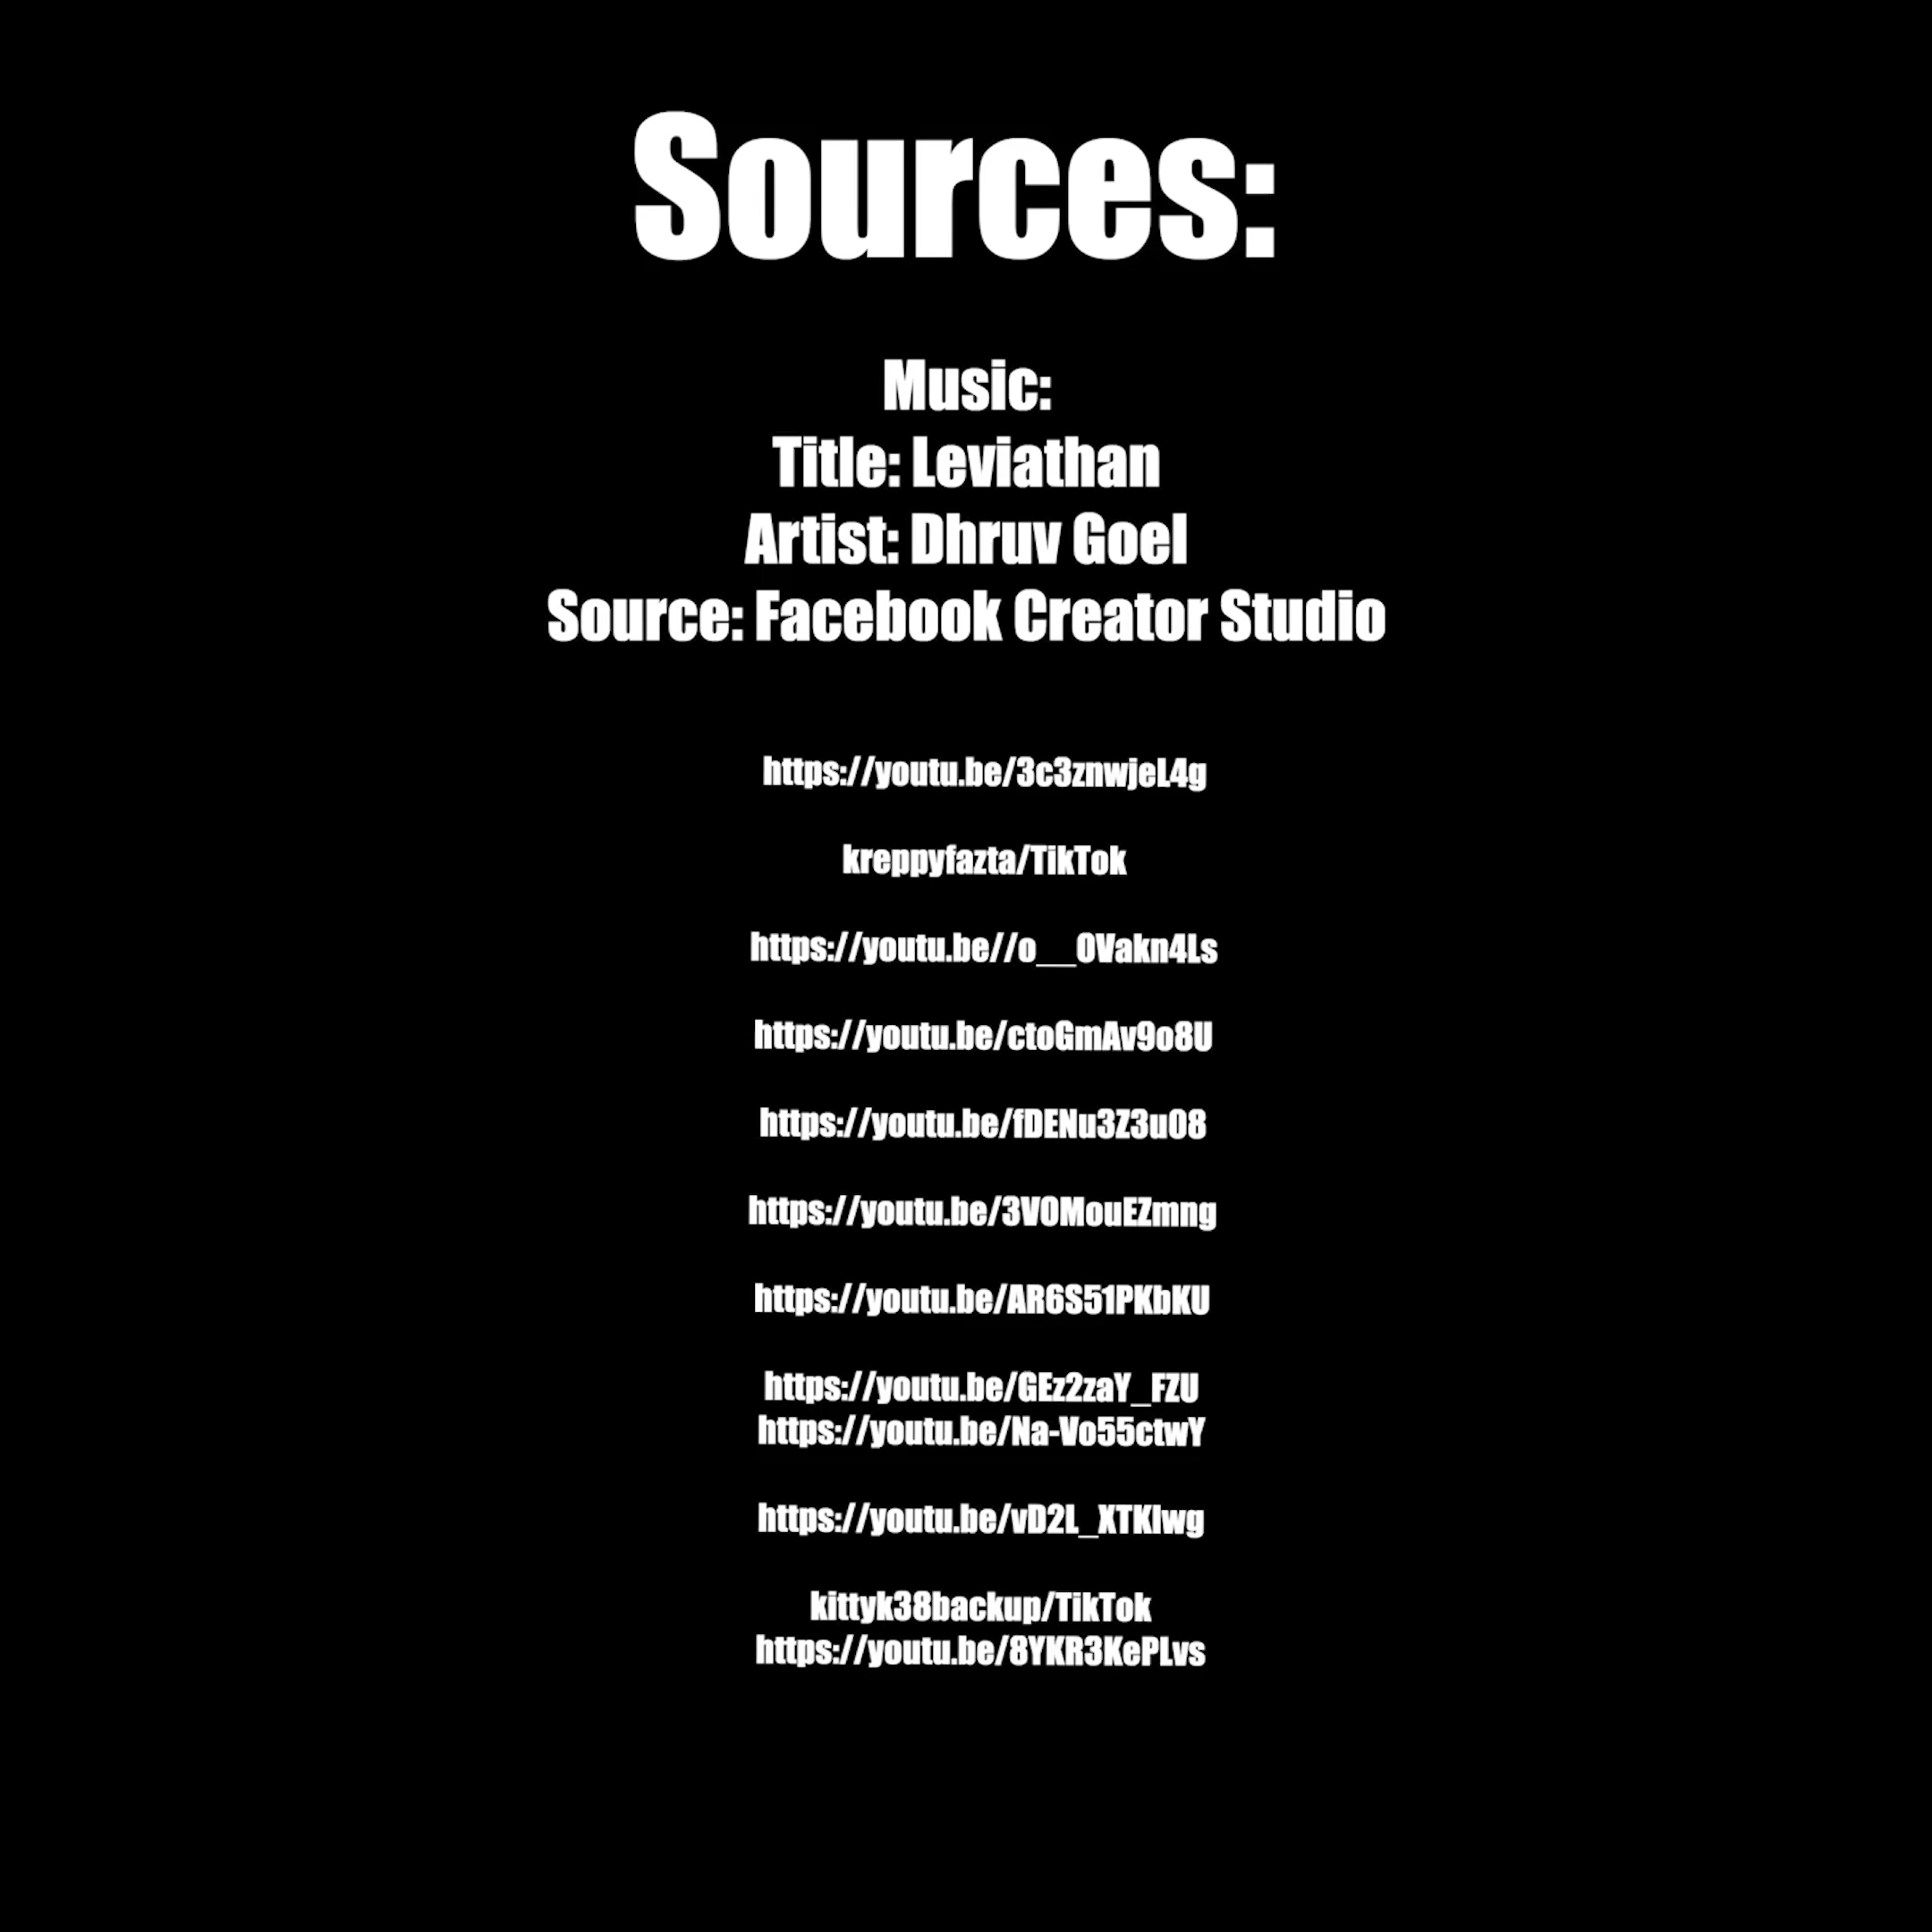 Sources:
Music:
Title: Leviathan
Artist: Dhruv Goel
Source: Facebook Creator Studio
https://youtu.be/3c3znwjeL4g
kreppyfazta/TikTok
https://youtu.be//o__0Vakn4Ls
https://youtu.be/ctoGmAv9o8U
https://youtu.be/fDENu3Z3uO8
https://youtu.be/3VOMouEZmng
https://youtu.be/AR6S51PKbKU
https://youtu.be/GEz2zaY_FZU
https://youtu.be/Na-Vo55ctwY
https://youtu.be/vD2L_XTKIwg
kittyk38backup/TikTok
https://youtu.be/8YKR3KePLvs